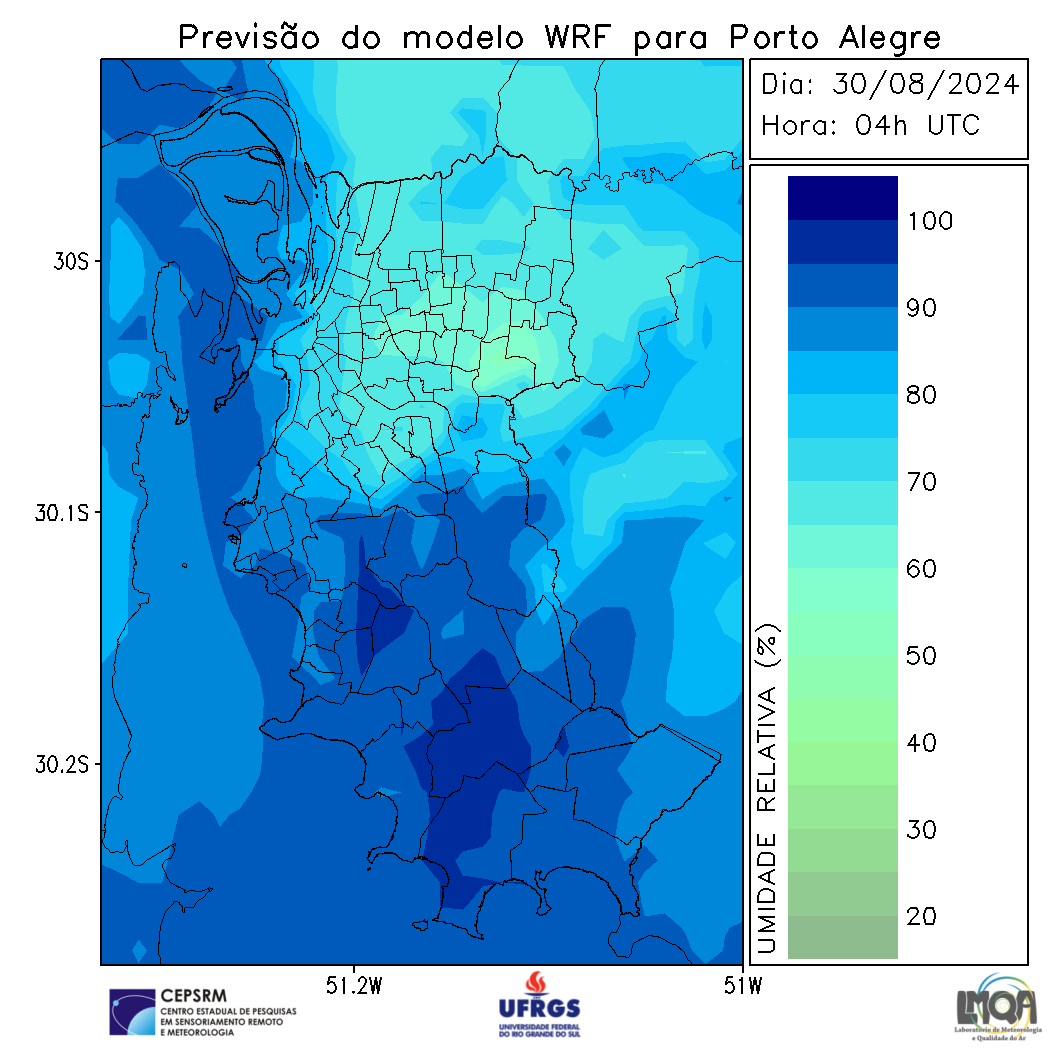 Previsão do modelo WRF para Porto Alegre
Dia: 30/08/2024
Hora: 04h UTC
30S
30.1S
30.2S
51.2W
51W
UMIDADE RELATIVA (%)
100
90
80
70
60
50
40
30
20
CEPSRM
CENTRO ESTADUAL DE PESQUISAS
EM SENSORIAMENTO REMOTO
E METEOROLOGIA
UFRGS
UNIVERSIDADE FEDERAL
DO RIO GRANDE DO SUL
LMQA
Laboratório de Meteorologia
e Qualidade do Ar